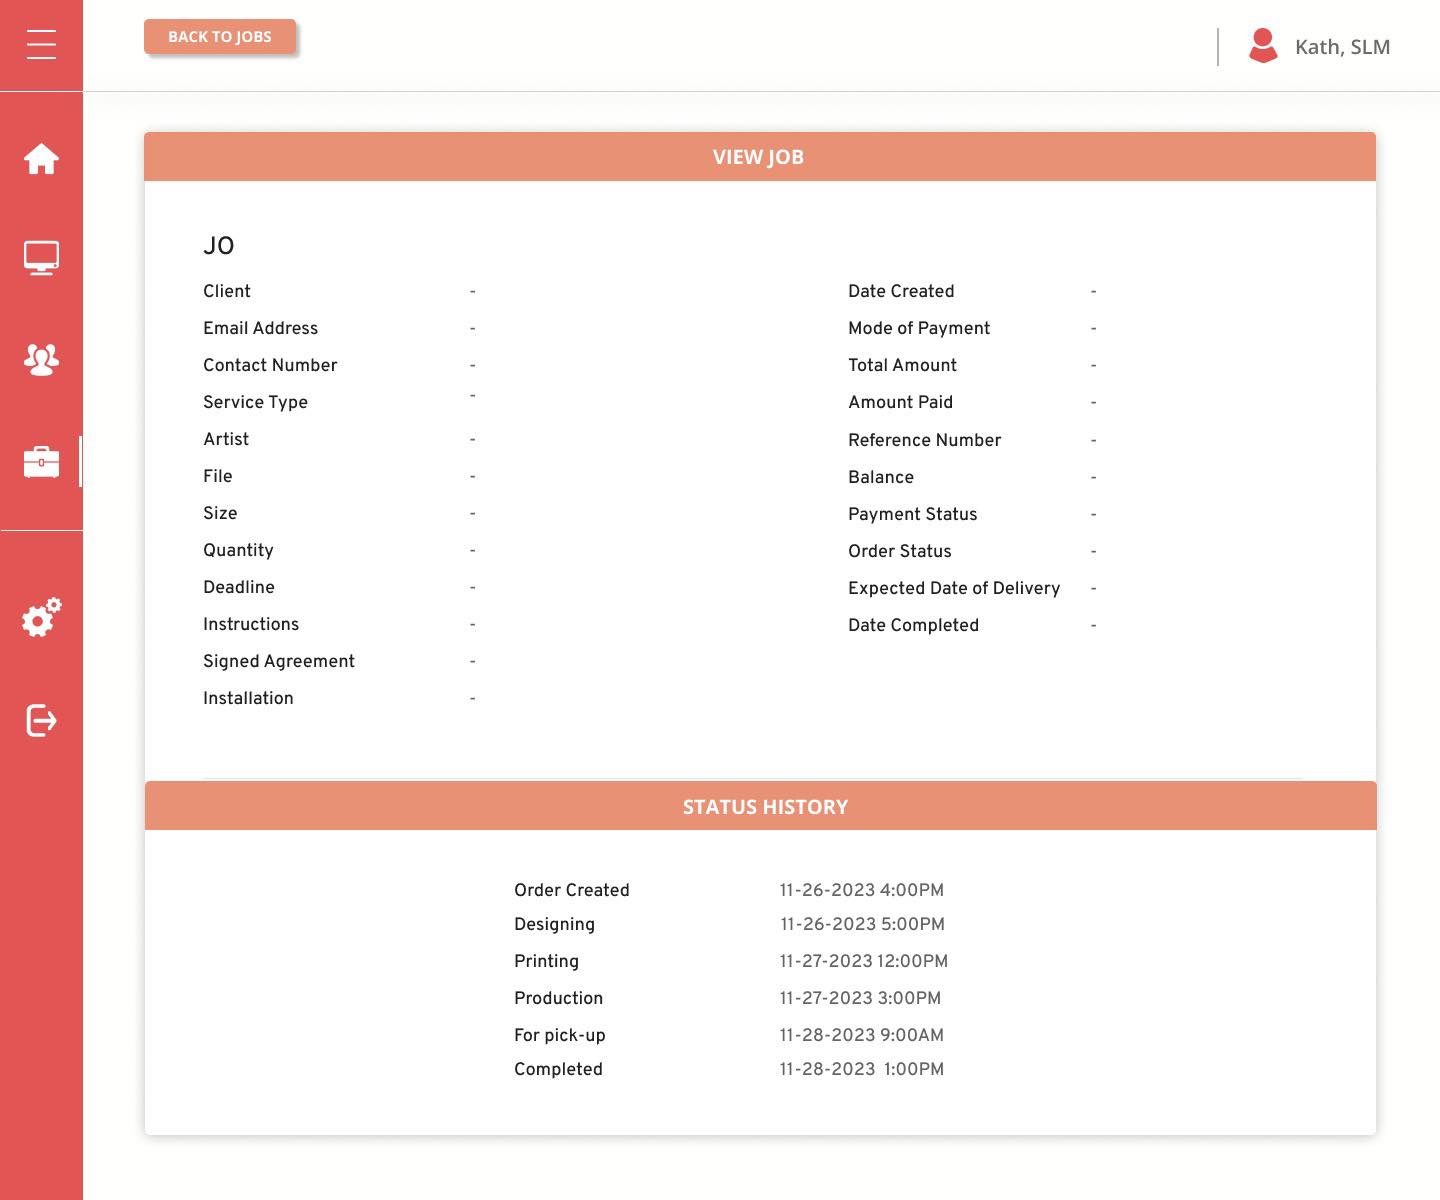 BACK TO JOBS
Kath, SLM
VIEW JOB
JO
Client -
Email Address -
Contact Number -
Service Type -
Artist -
File -
Size -
Quantity -
Deadline -
Instructions -
Signed Agreement -
Installation -
Date Created -
Mode of Payment -
Total Amount -
Amount Paid -
Reference Number -
Balance -
Payment Status -
Order Status -
Expected Date of Delivery -
Date Completed -
STATUS HISTORY
Order Created 11-26-2023 4:00PM
Designing 11-26-2023 5:00PM
Printing 11-27-2023 12:00PM
Production 11-27-2023 3:00PM
For pick-up 11-28-2023 9:00AM
Completed 11-28-2023 1:00PM